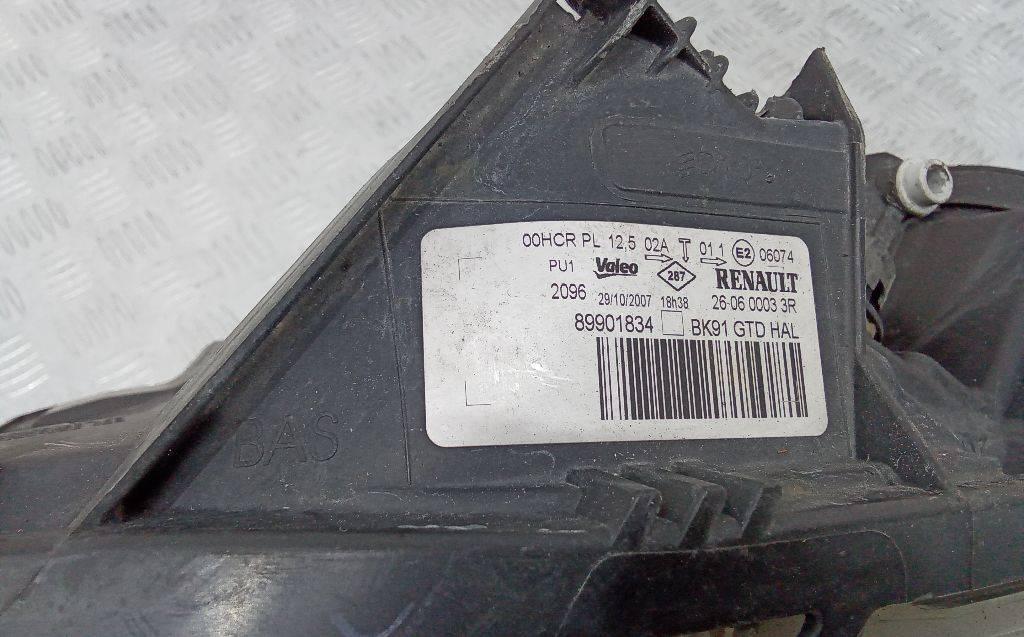 00HCR PL 12,5 02A T 01 1 E2 06074
PU1 Valeo 287 RENAULT
2096 29/10/2007 18h38 26-06 0003 3R
89901834 BK91 GTD HAL
BAS